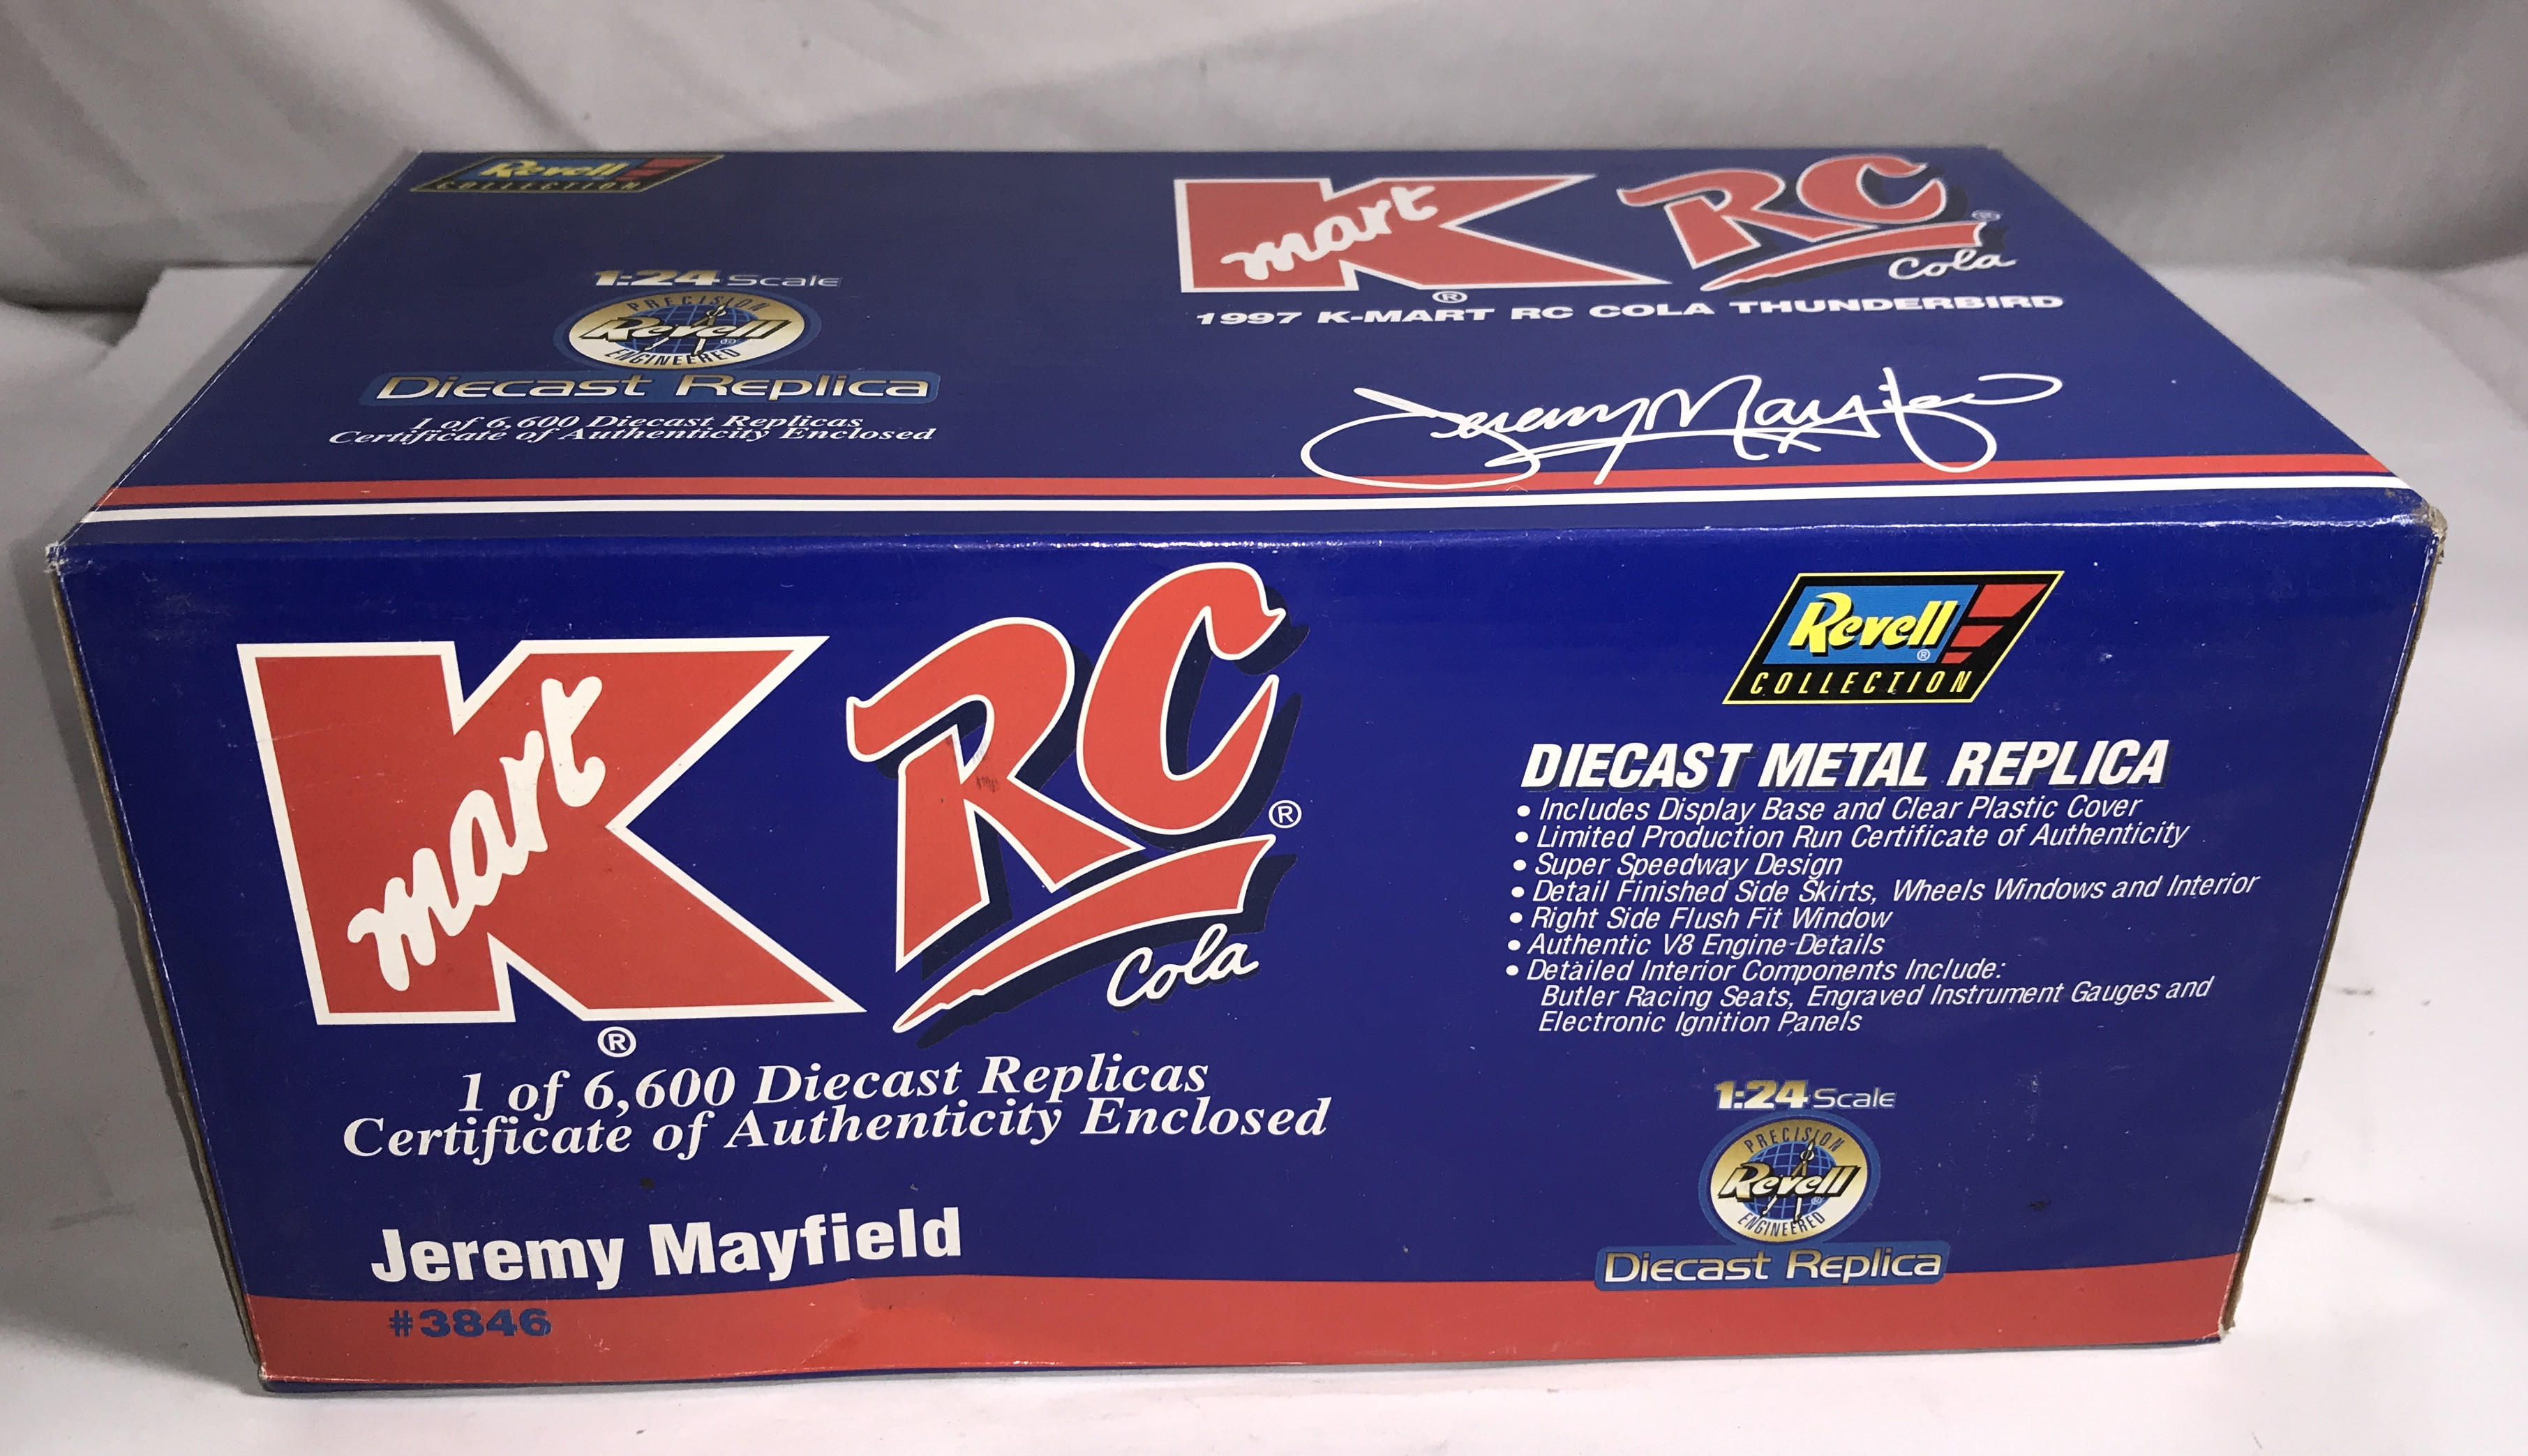 Revell
COLLECTION
K
mart
®
RC
®
Cola
1:24 Scale
PRECISION
Revell
®
ENGINEERED
Diecast Replica
1 of 6,600 Diecast Replicas
Certificate of Authenticity Enclosed
1997 K-MART RC COLA THUNDERBIRD
Jeremy Mayfield
K
mart
®
RC
®
Cola
1 of 6,600 Diecast Replicas
Certificate of Authenticity Enclosed
Jeremy Mayfield
#3846
Revell
®
COLLECTION
DIECAST METAL REPLICA
• Includes Display Base and Clear Plastic Cover
• Limited Production Run Certificate of Authenticity
• Super Speedway Design
• Detail Finished Side Skirts, Wheels Windows and Interior
• Right Side Flush Fit Window
• Authentic V8 Engine Details
• Detailed Interior Components Include:
Butler Racing Seats, Engraved Instrument Gauges and
Electronic Ignition Panels
1:24 Scale
PRECISION
Revell
®
ENGINEERED
Diecast Replica